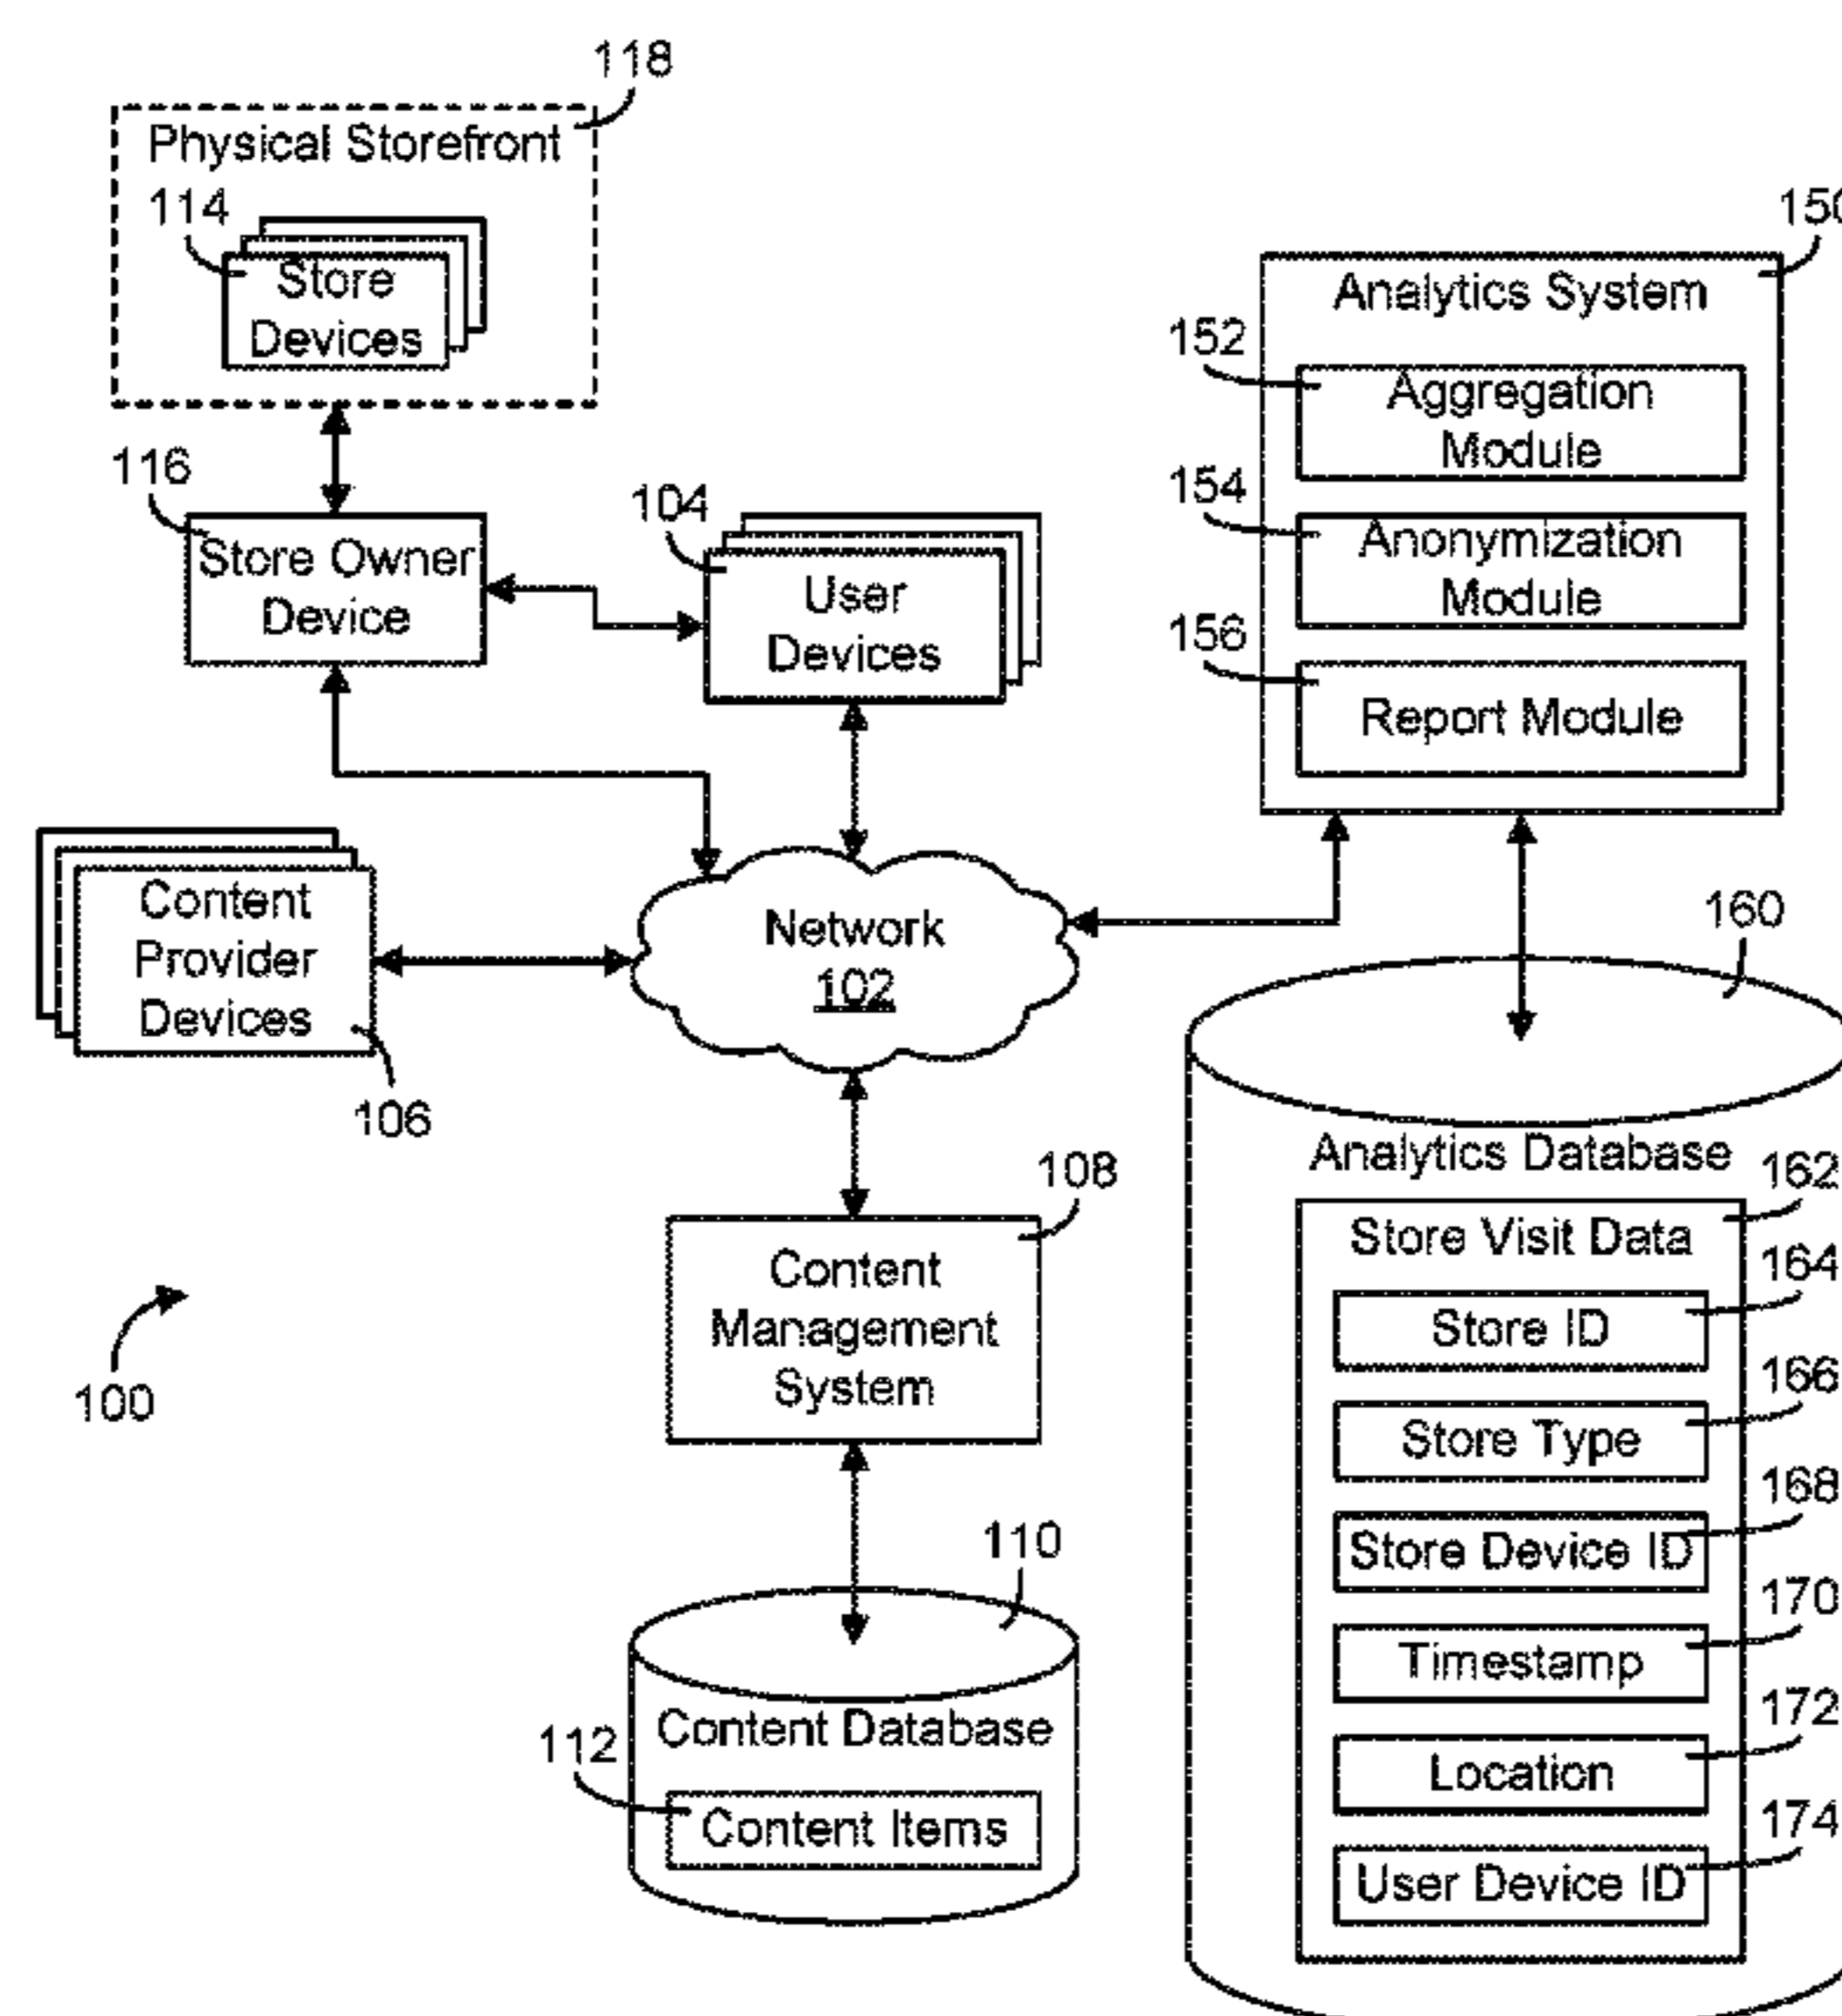 118
Physical Storefront
114
Store
Devices
116
Store Owner
Device
104
User
Devices
150
Analytics System
152
Aggregation
Module
154
Anonymization
Module
156
Report Module
Content
Provider
Devices
106
Network
102
160
Analytics Database
108
Content
Management
System
162
Store Visit Data
164
Store ID
166
Store Type
168
Store Device ID
170
Timestamp
172
Location
174
User Device ID
100
110
Content Database
112
Content Items